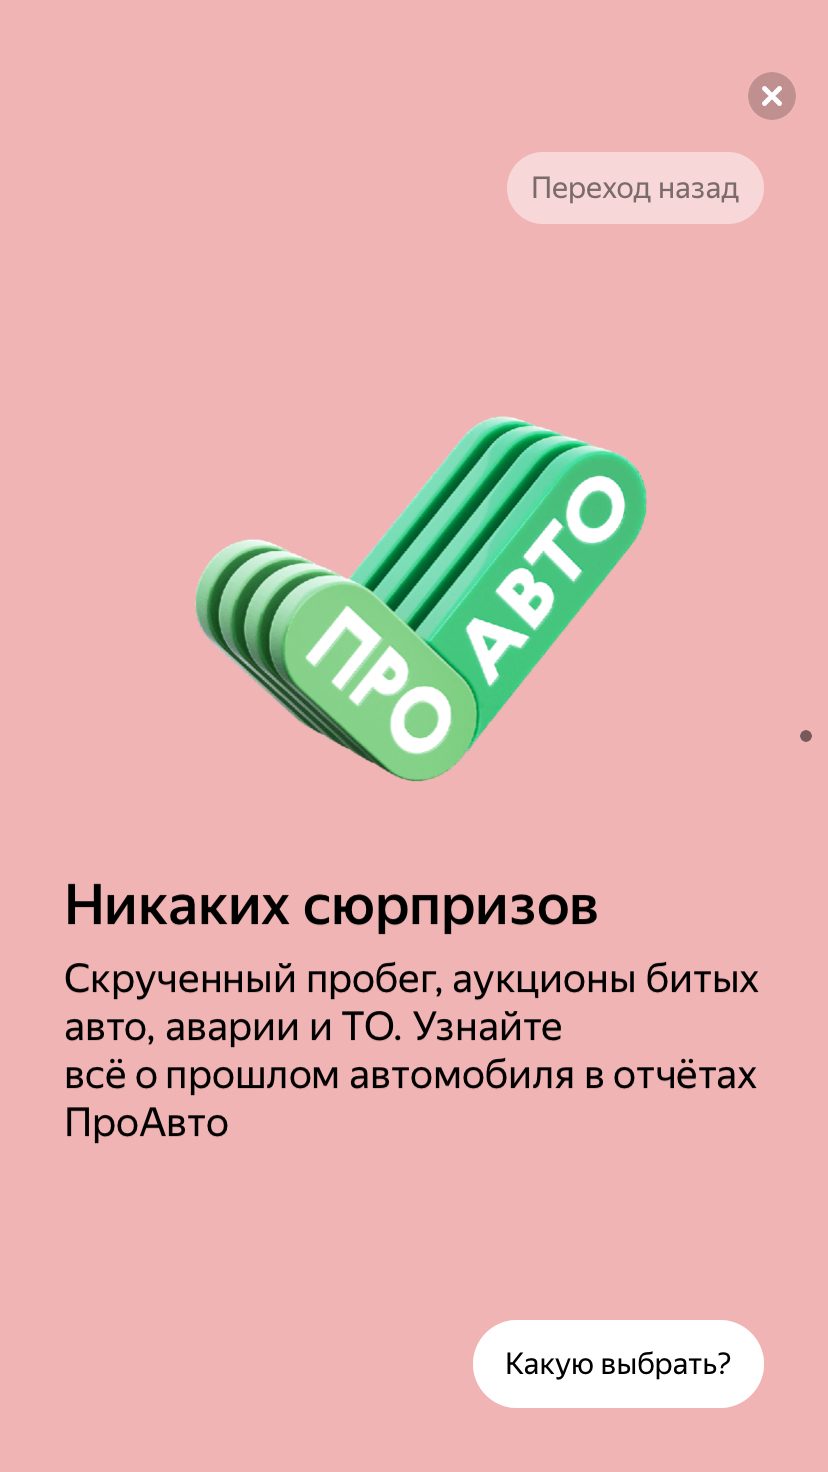 Переход назад
ПРО
АВТО
Никаких сюрпризов
Скрученный пробег, аукционы битых
авто, аварии и ТО. Узнайте
всё о прошлом автомобиля в отчётах
ПроАвто
Какую выбрать?